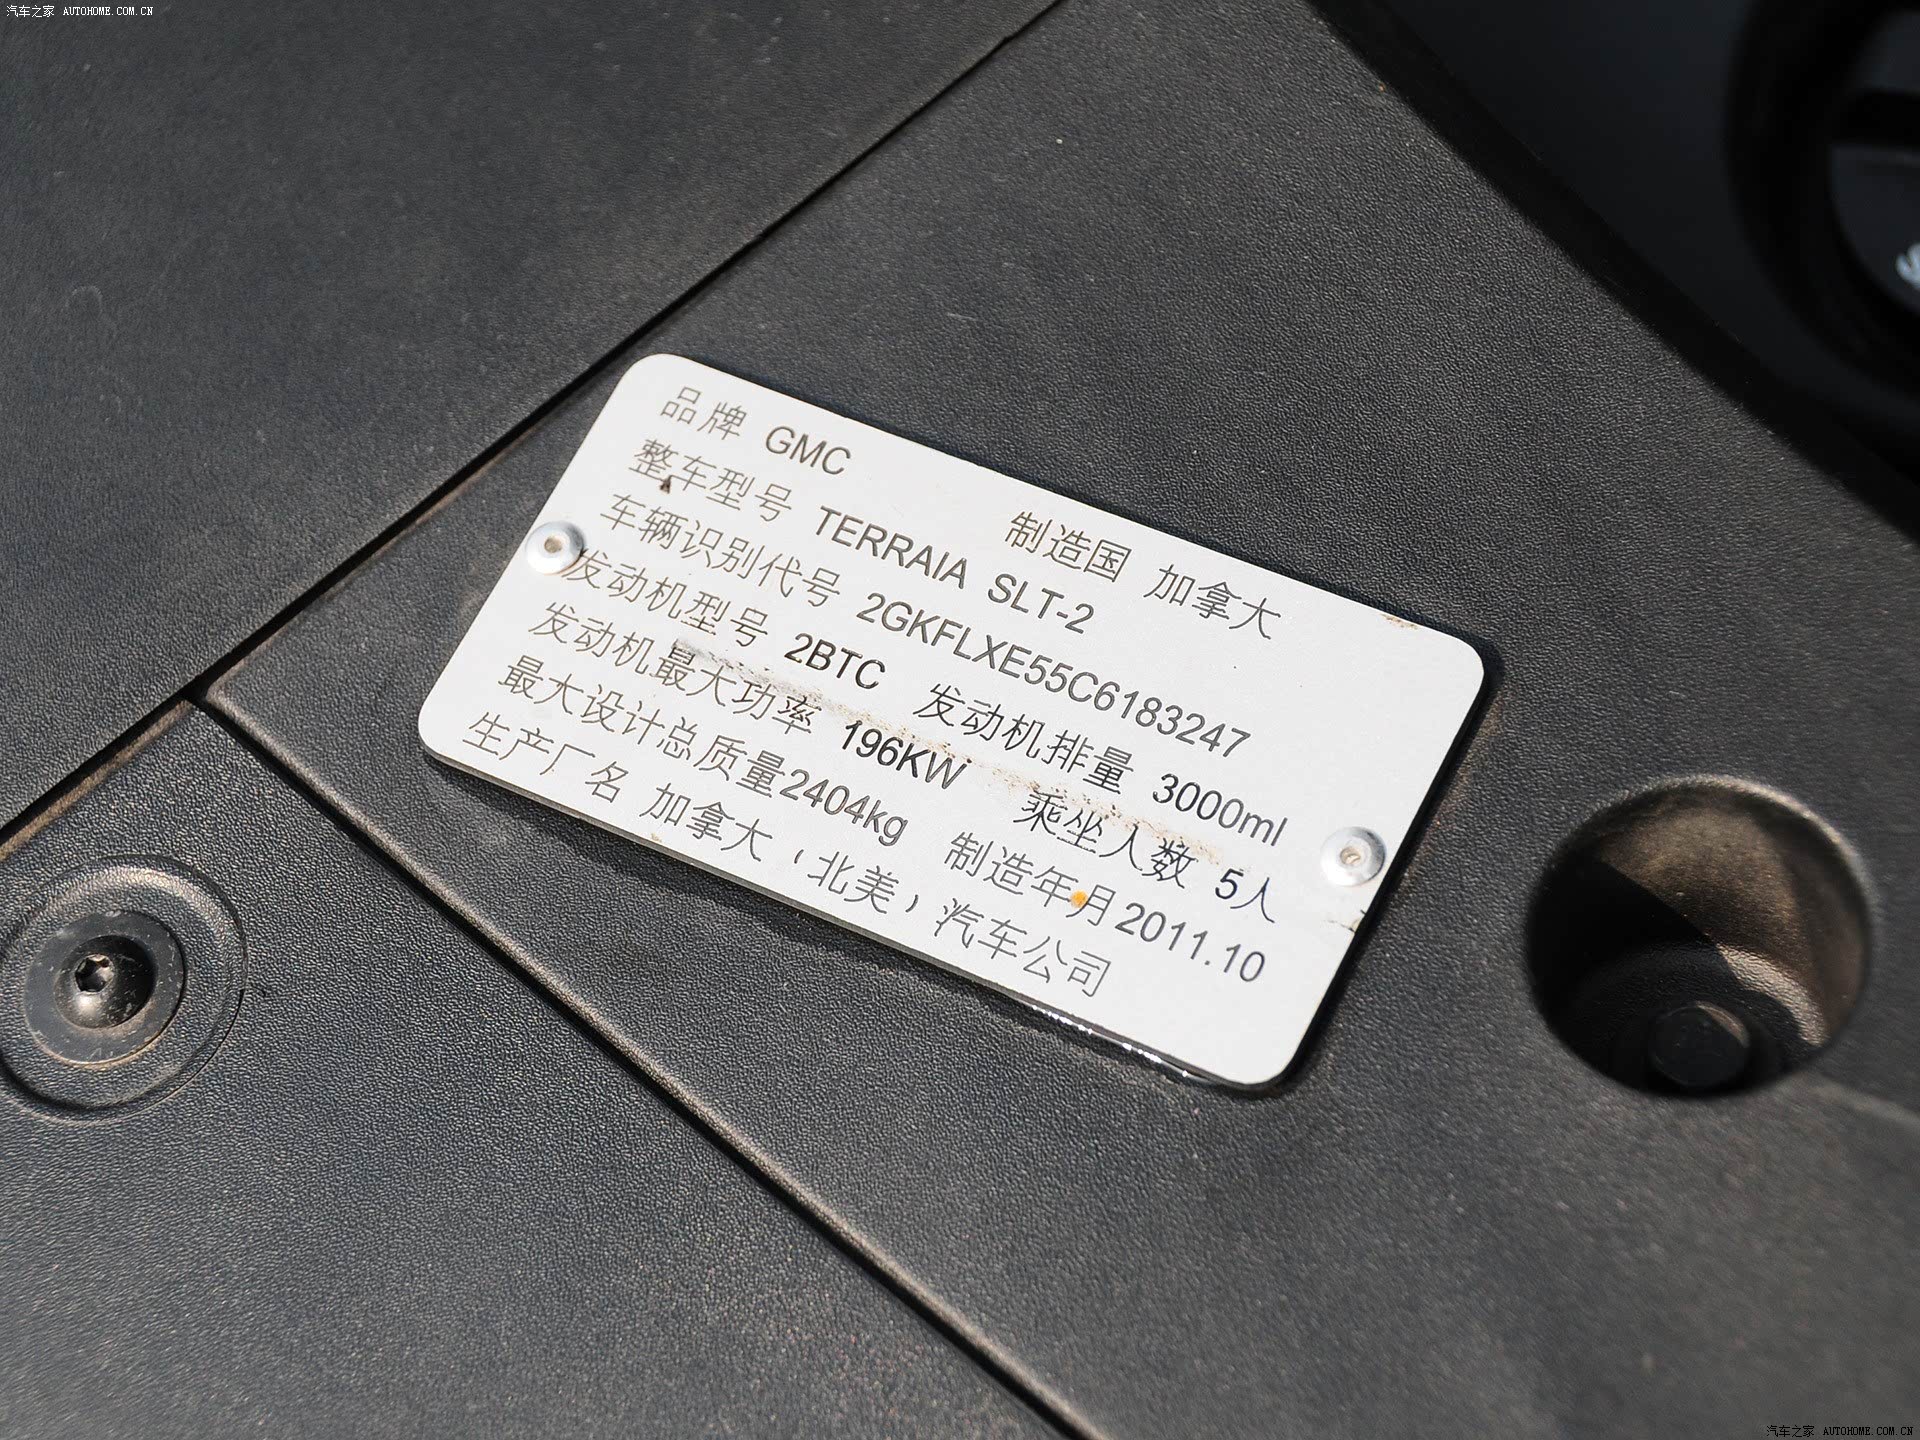 汽车之家 AUTOHOME.COM.CN
品牌 GMC 制造国 加拿大
整车型号 TERRAIA SLT-2
车辆识别代号 2GKFLXE55C6183247
发动机型号 2BTC 发动机排量 3000ml
发动机最大功率 196KW 乘坐人数 5人
最大设计总质量2404kg 制造年月2011.10
生产厂名 加拿大（北美）汽车公司
汽车之家 AUTOHOME.COM.CN